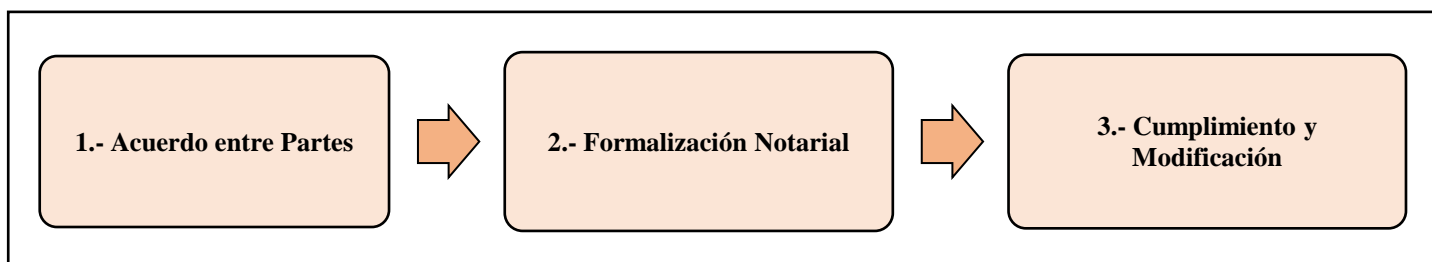 1.- Acuerdo entre Partes
2.- Formalización Notarial
3.- Cumplimiento y
Modificación